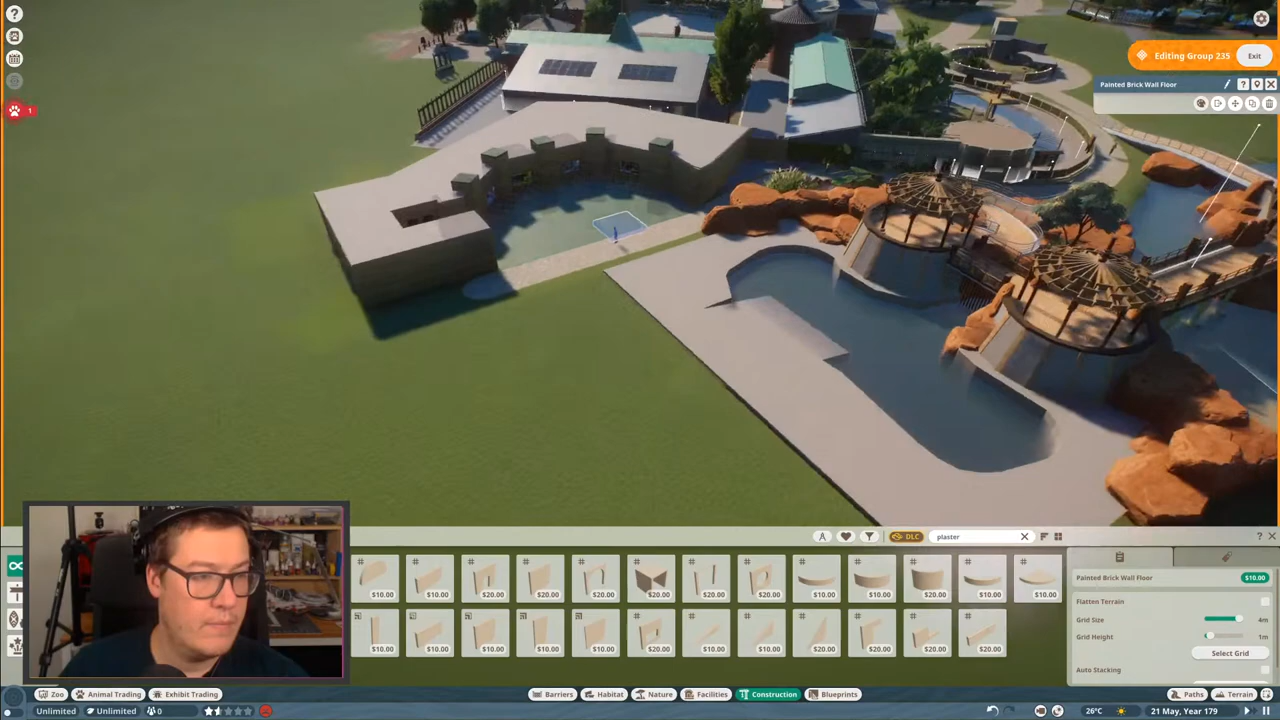 Editing Group 235
Exit
Painted Brick Wall Floor
?
1
A
DLC
plaster
?
$10.00 $10.00 $20.00 $20.00 $20.00 $20.00 $20.00 $20.00 $10.00 $10.00 $20.00 $20.00 $10.00
$10.00 $10.00 $10.00 $10.00 $10.00 $20.00 $10.00 $10.00 $20.00 $20.00 $20.00 $20.00
Painted Brick Wall Floor
$10.00
Flatten Terrain
Grid Size
4m
Grid Height
1m
Select Grid
Auto Stacking
Zoo
Animal Trading
Exhibit Trading
Barriers
Habitat
Nature
Facilities
Construction
Blueprints
Paths
Terrain
Unlimited
Unlimited
0
26°C
21 May, Year 179